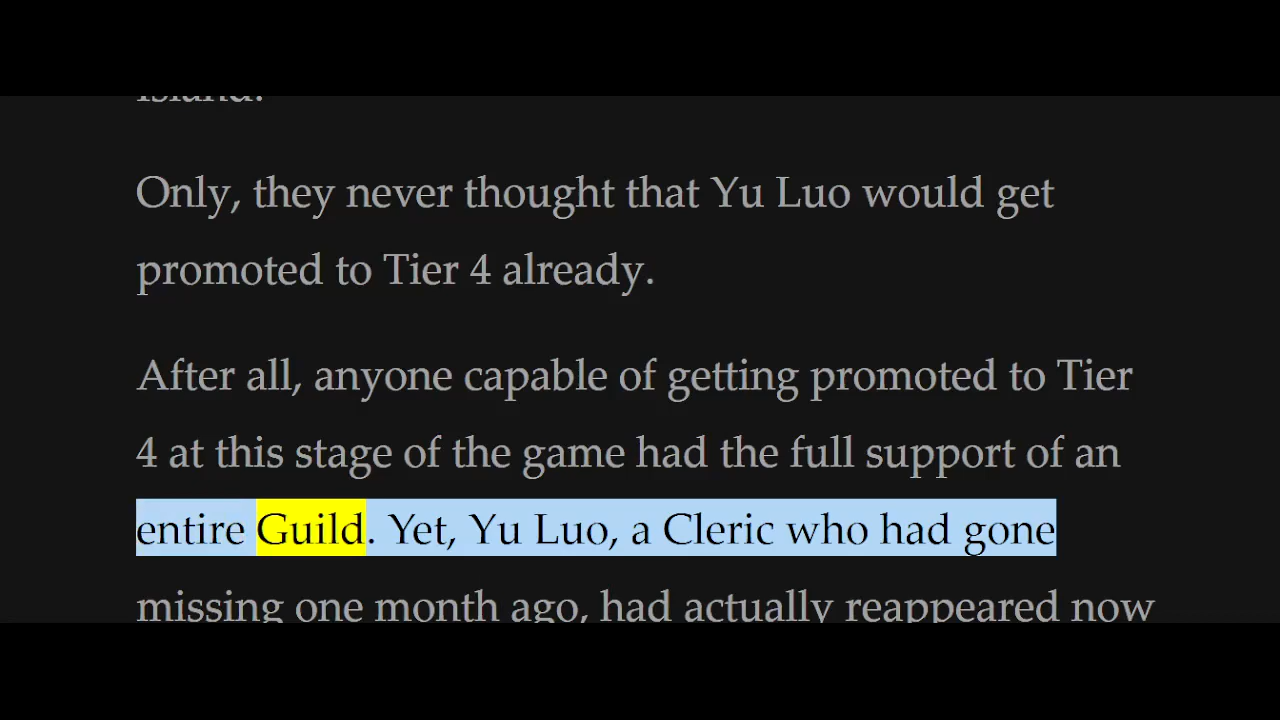 Island.
Only, they never thought that Yu Luo would get
promoted to Tier 4 already.
After all, anyone capable of getting promoted to Tier
4 at this stage of the game had the full support of an
entire Guild. Yet, Yu Luo, a Cleric who had gone
missing one month ago, had actually reappeared now